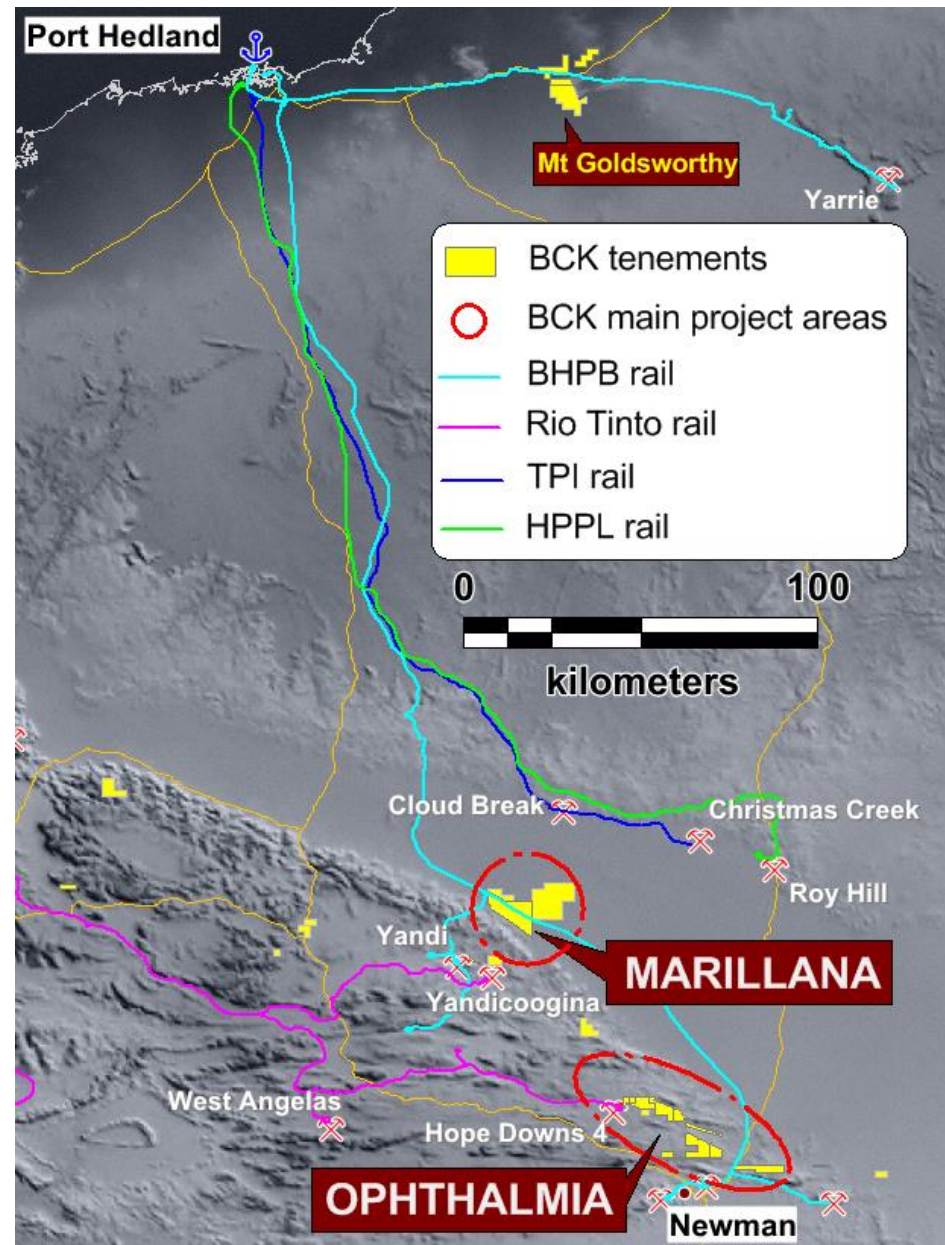 Port Hedland
Mt Goldsworthy
Yarrie
BCK tenements
BCK main project areas
BHPB rail
Rio Tinto rail
TPI rail
HPPL rail
0 100
kilometers
Cloud Break
Christmas Creek
Roy Hill
Yandi
MARILLANA
Yandicoogina
West Angelas
Hope Downs 4
OPHTHALMIA
Newman